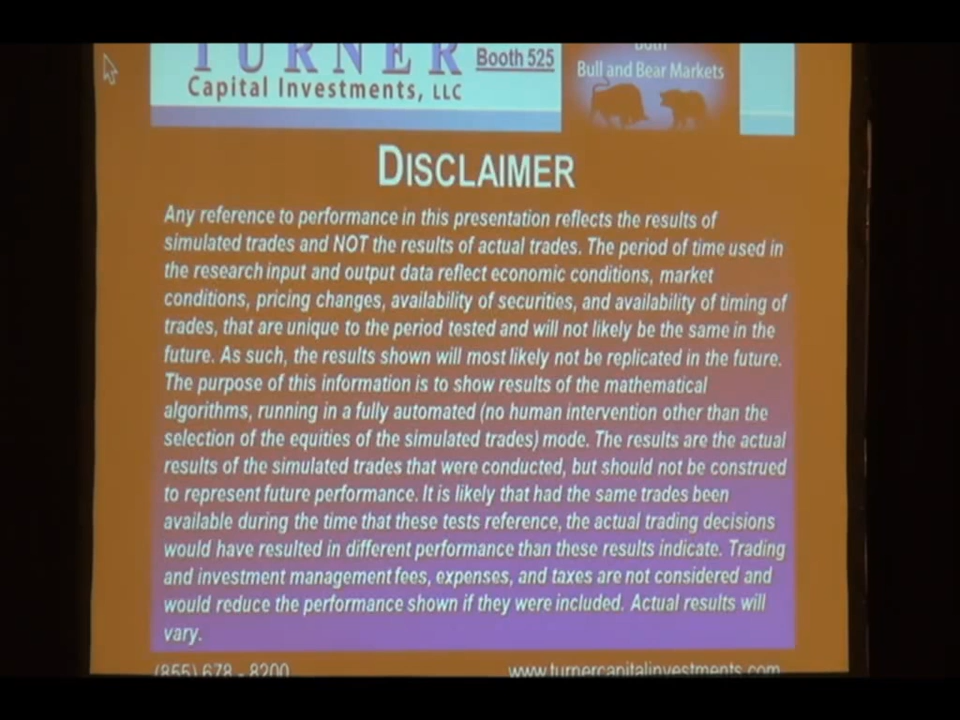 TURNER
Booth 525
Capital Investments, LLC
Both
Bull and Bear Markets
DISCLAIMER
Any reference to performance in this presentation reflects the results of
simulated trades and NOT the results of actual trades. The period of time used in
the research input and output data reflect economic conditions, market
conditions, pricing changes, availability of securities, and availability of timing of
trades, that are unique to the period tested and will not likely be the same in the
future. As such, the results shown will most likely not be replicated in the future.
The purpose of this information is to show results of the mathematical
algorithms, running in a fully automated (no human intervention other than the
selection of the equities of the simulated trades) mode. The results are the actual
results of the simulated trades that were conducted, but should not be construed
to represent future performance. It is likely that had the same trades been
available during the time that these tests reference, the actual trading decisions
would have resulted in different performance than these results indicate. Trading
and investment management fees, expenses, and taxes are not considered and
would reduce the performance shown if they were included. Actual results will
vary.
(855) 678 - 8200
www.turnercapitalinvestments.com